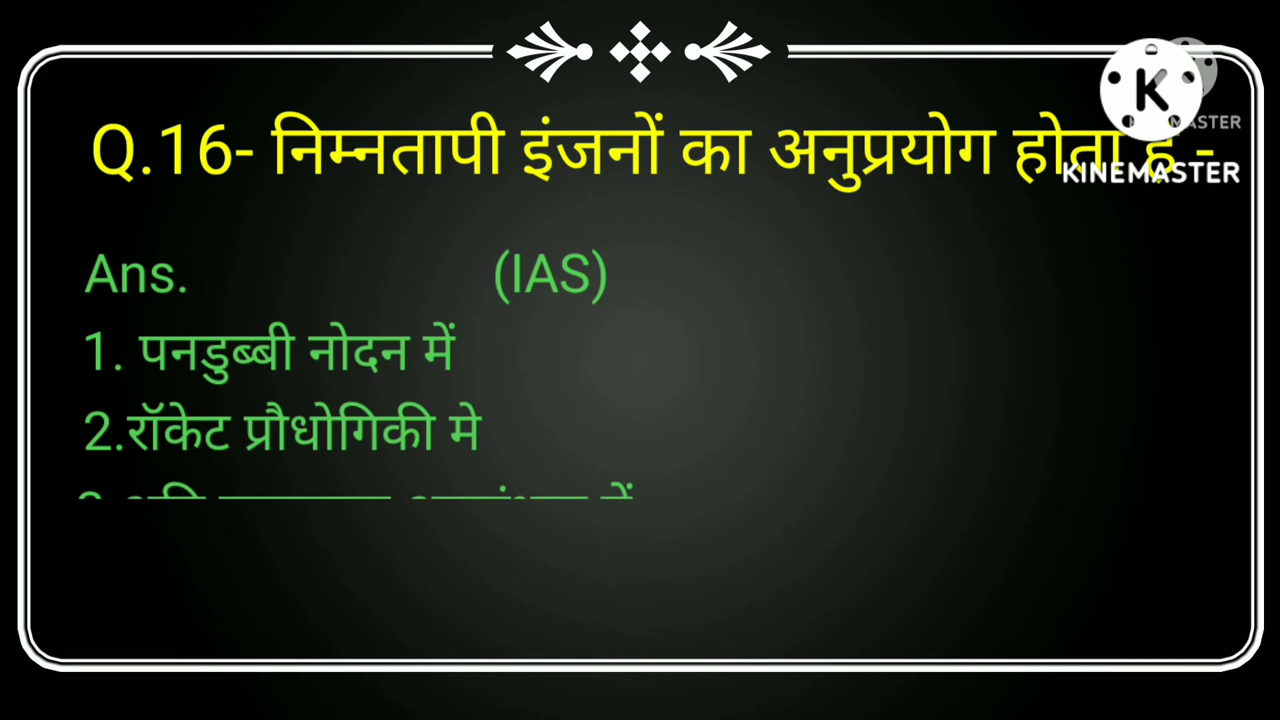 Q.16- निम्नतापी इंजनों का अनुप्रयोग होता है -
KINEMASTER
Ans. (IAS)
1. पनडुब्बी नोदन में
2.रॉकेट प्रौधोगिकी मे